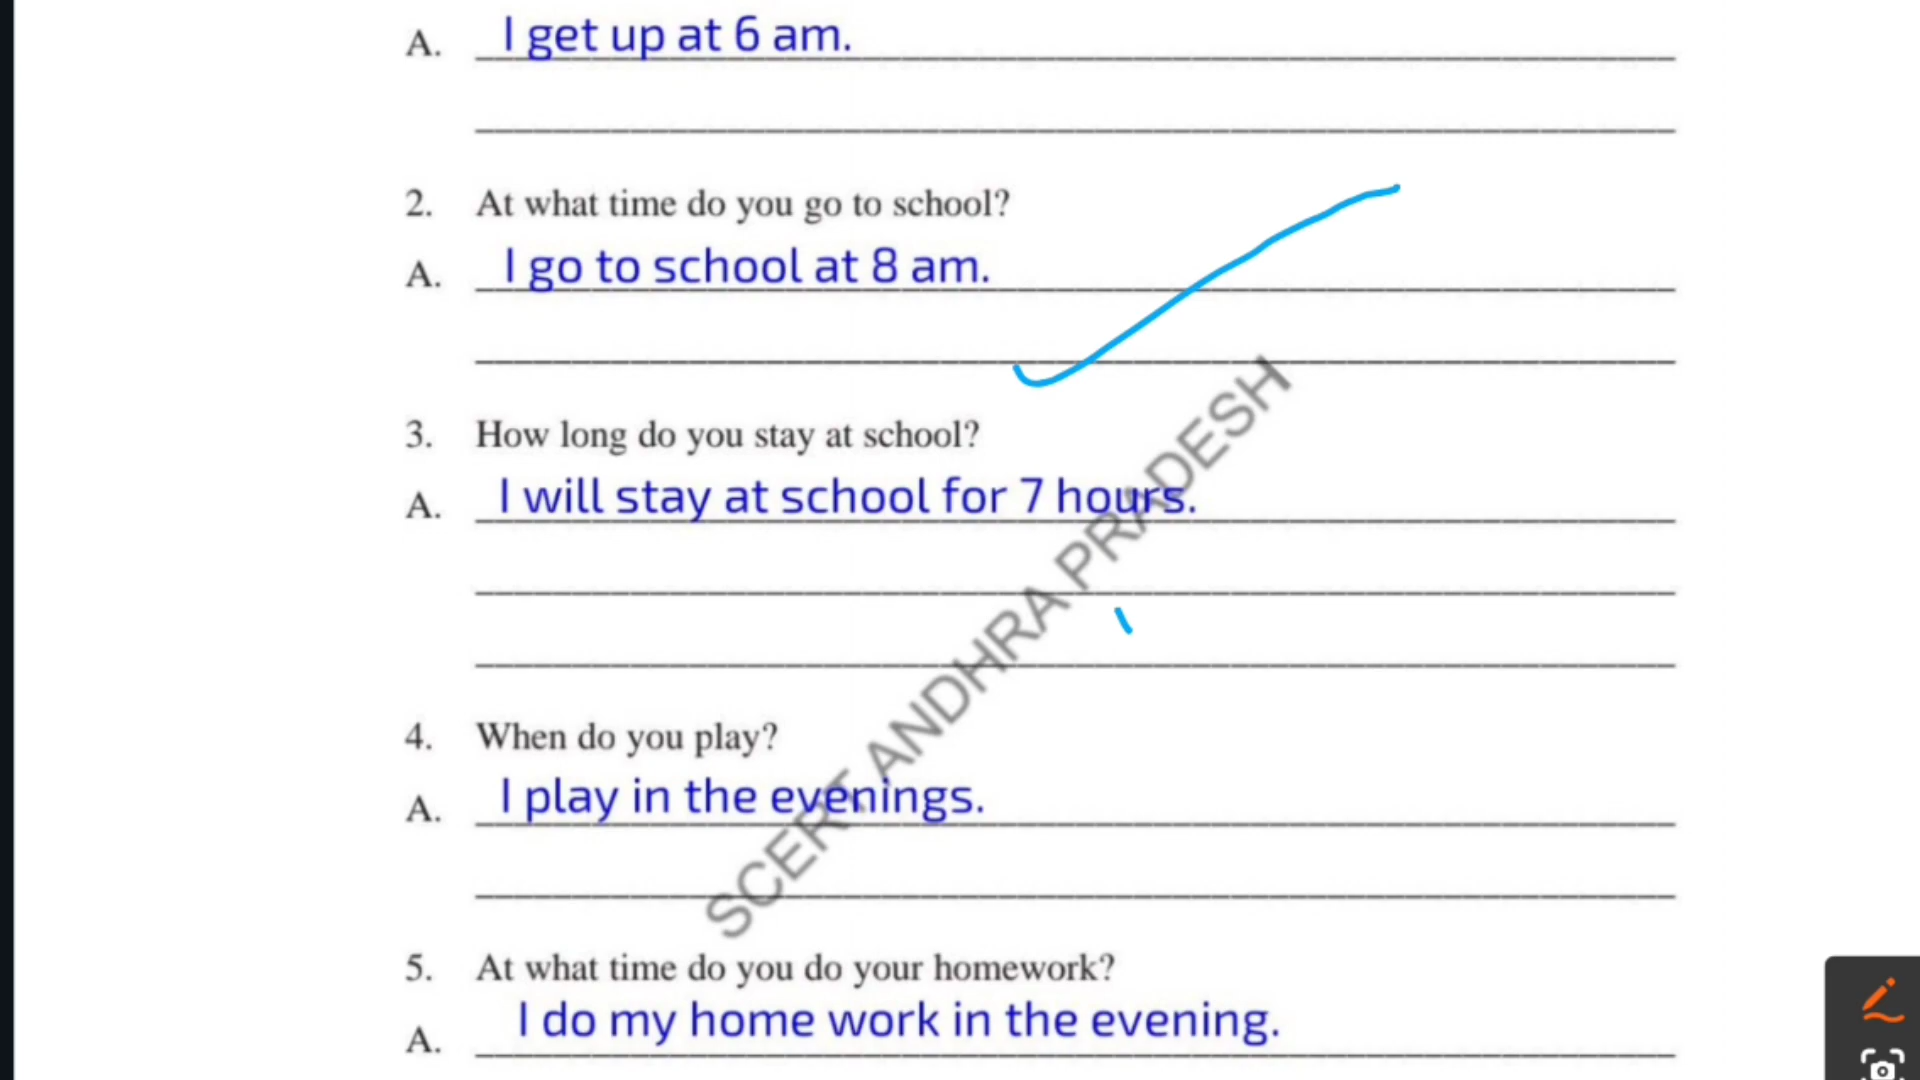 A. I get up at 6 am.
2. At what time do you go to school?
A. I go to school at 8 am.
3. How long do you stay at school?
A. I will stay at school for 7 hours.
4. When do you play?
A. I play in the evenings.
5. At what time do you do your homework?
A. I do my home work in the evening.
SCERT ANDHRA PRADESH